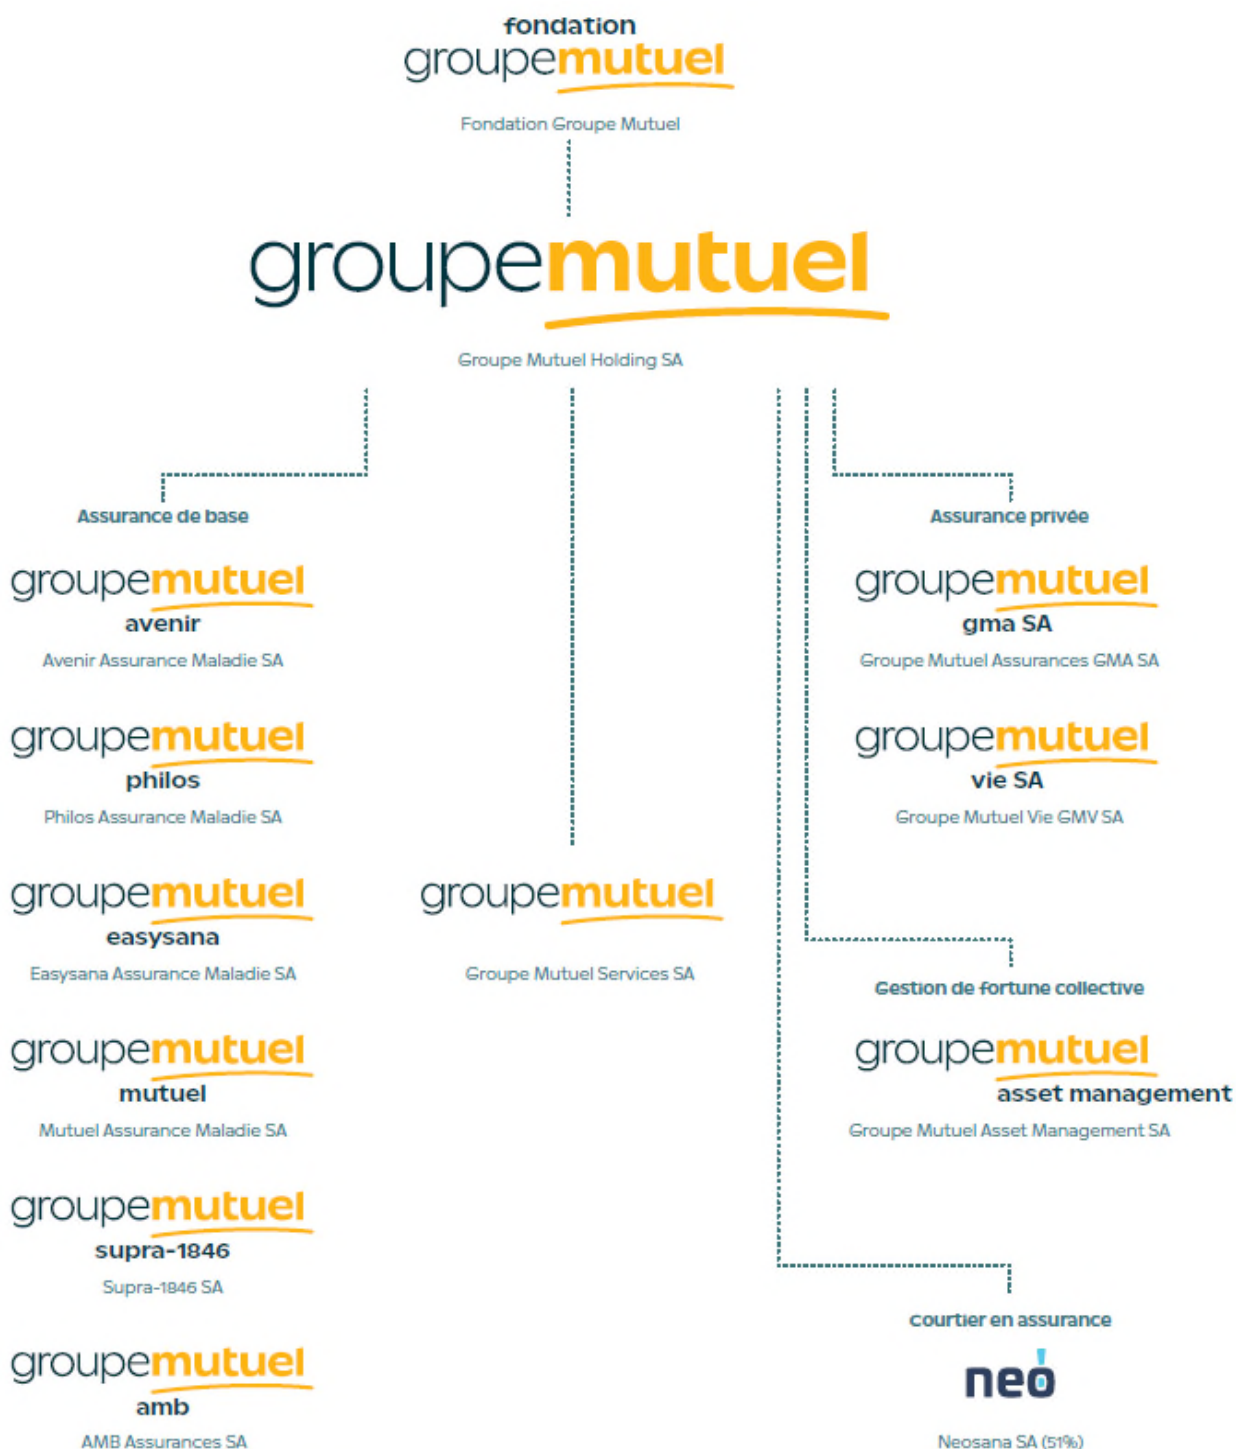 fondation
groupemutuel
Fondation Groupe Mutuel
groupemutuel
Groupe Mutuel Holding SA
Assurance de base
groupemutuel
avenir
Avenir Assurance Maladie SA
groupemutuel
philos
Philos Assurance Maladie SA
groupemutuel
easysana
Easysana Assurance Maladie SA
groupemutuel
mutuel
Mutuel Assurance Maladie SA
groupemutuel
supra-1846
Supra-1846 SA
groupemutuel
amb
AMB Assurances SA
groupemutuel
Groupe Mutuel Services SA
Assurance privée
groupemutuel
gma SA
Groupe Mutuel Assurances GMA SA
groupemutuel
vie SA
Groupe Mutuel Vie GMV SA
Gestion de fortune collective
groupemutuel
asset management
Groupe Mutuel Asset Management SA
Courtier en assurance
neo
Neosana SA (51%)